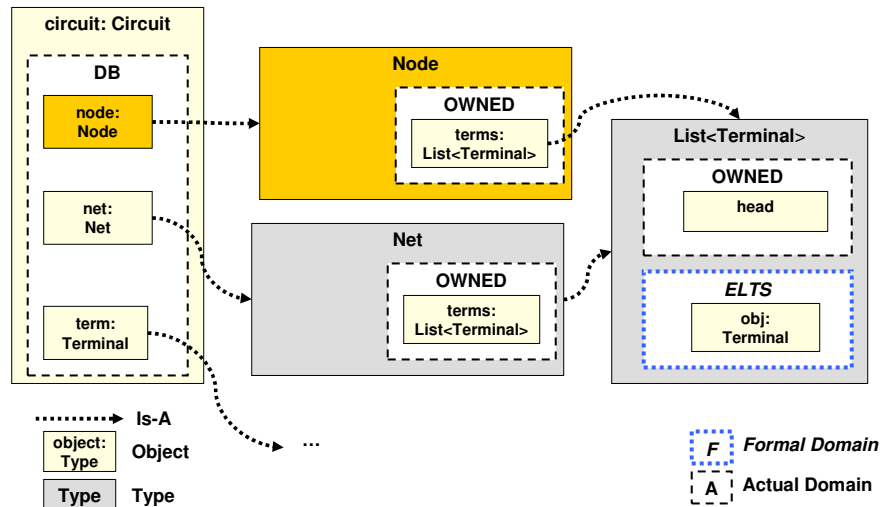 circuit: Circuit
DB
node:
Node
net:
Net
term:
Terminal
Node
OWNED
terms:
List<Terminal>
Net
OWNED
terms:
List<Terminal>
List<Terminal>
OWNED
head
ELTS
obj:
Terminal
...
Is-A
object:
Type
Object
Type
Type
F
Formal Domain
A
Actual Domain